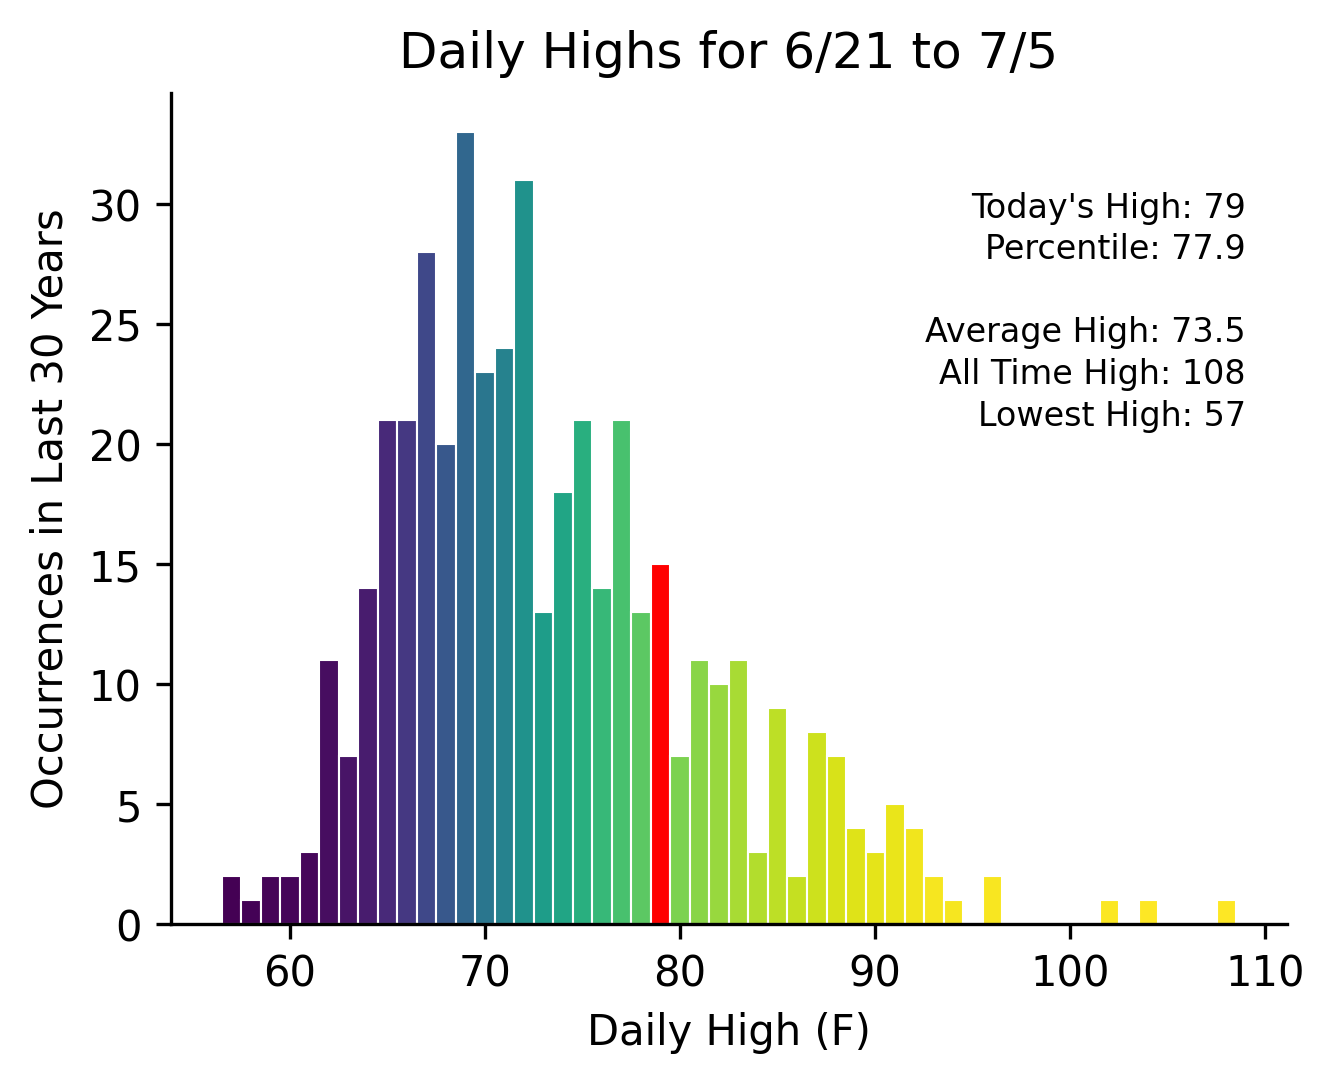 Daily Highs for 6/21 to 7/5
Occurrences in Last 30 Years
30
25
20
15
10
5
0
Today's High: 79
Percentile: 77.9
Average High: 73.5
All Time High: 108
Lowest High: 57
60 70 80 90 100 110
Daily High (F)